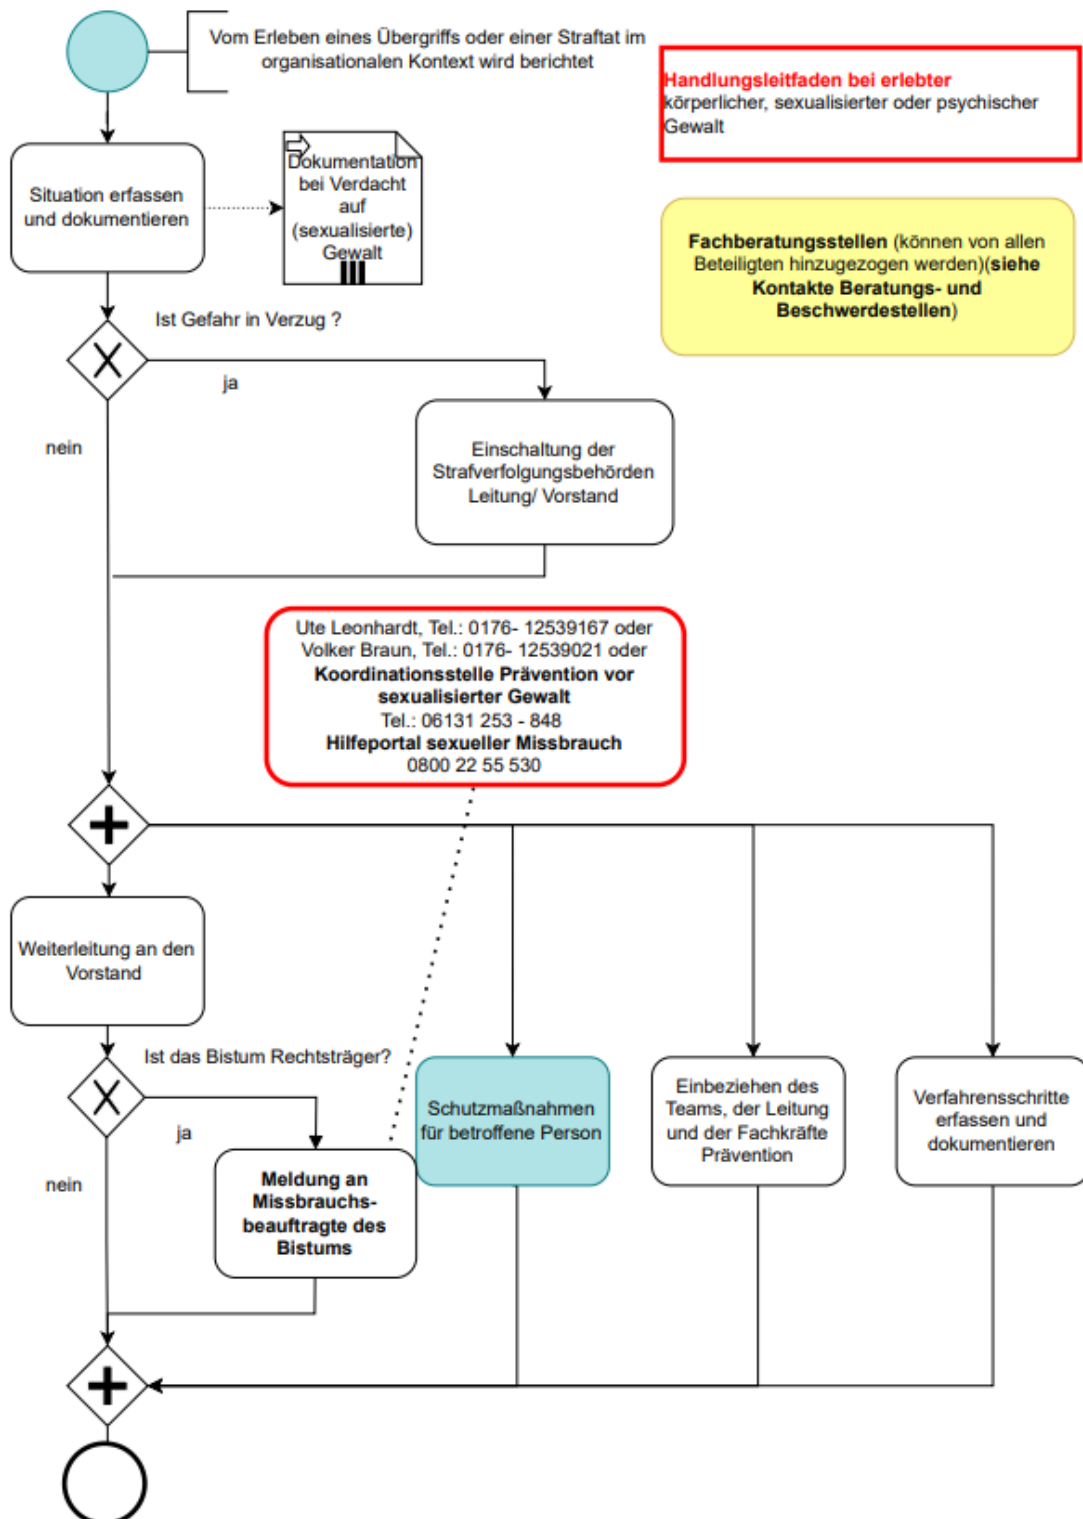 Vom Erleben eines Übergriffs oder einer Straftat im
organisationalen Kontext wird berichtet
Handlungsleitfaden bei erlebter
körperlicher, sexualisierter oder psychischer
Gewalt
Situation erfassen
und dokumentieren
Dokumentation
bei Verdacht
auf
(sexualisierte)
Gewalt
Fachberatungsstellen (können von allen
Beteiligten hinzugezogen werden)(siehe
Kontakte Beratungs- und
Beschwerdestellen)
Ist Gefahr in Verzug ?
ja
nein
Einschaltung der
Strafverfolgungsbehörden
Leitung/ Vorstand
Ute Leonhardt, Tel.: 0176- 12539167 oder
Volker Braun, Tel.: 0176- 12539021 oder
Koordinationsstelle Prävention vor
sexualisierter Gewalt
Tel.: 06131 253 - 848
Hilfeportal sexueller Missbrauch
0800 22 55 530
Weiterleitung an den
Vorstand
Ist das Bistum Rechtsträger?
ja
nein
Meldung an
Missbrauchs-
beauftragte des
Bistums
Schutzmaßnahmen
für betroffene Person
Einbeziehen des
Teams, der Leitung
und der Fachkräfte
Prävention
Verfahrensschritte
erfassen und
dokumentieren